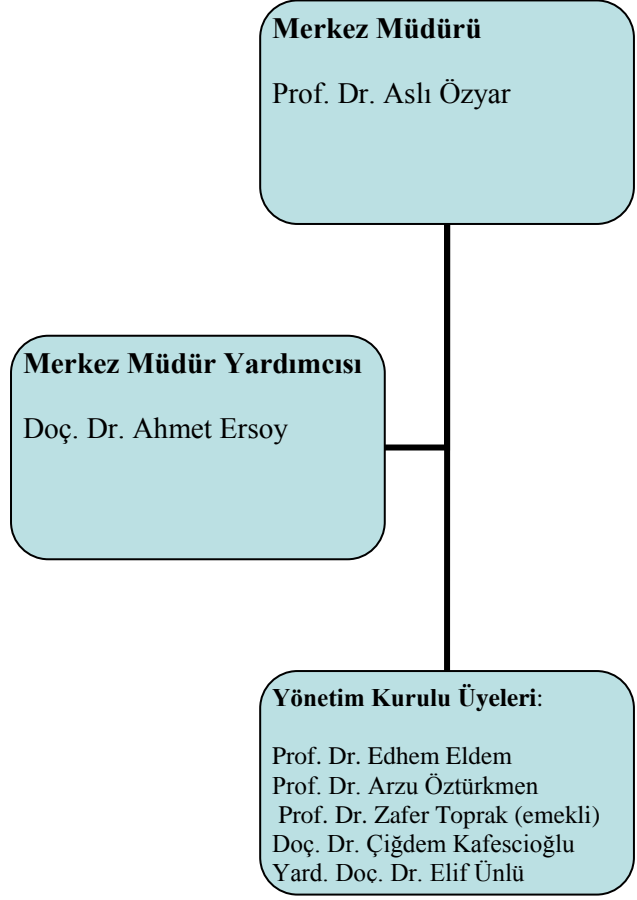 Merkez Müdürü
Prof. Dr. Aslı Özyar
Merkez Müdür Yardımcısı
Doç. Dr. Ahmet Ersoy
Yönetim Kurulu Üyeleri:
Prof. Dr. Edhem Eldem
Prof. Dr. Arzu Öztürkmen
Prof. Dr. Zafer Toprak (emekli)
Doç. Dr. Çiğdem Kafescioğlu
Yard. Doç. Dr. Elif Ünlü